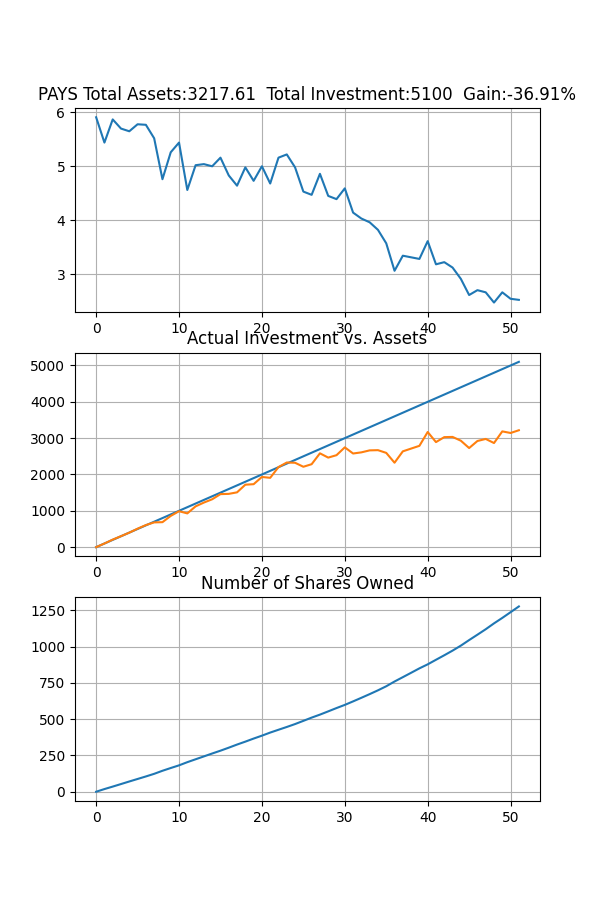 PAYS Total Assets:3217.61  Total Investment:5100  Gain:-36.91%
6
5
4
3
0 10 20 30 40 50
Actual Investment vs. Assets
5000
4000
3000
2000
1000
0
0 10 20 30 40 50
Number of Shares Owned
1250
1000
750
500
250
0
0 10 20 30 40 50